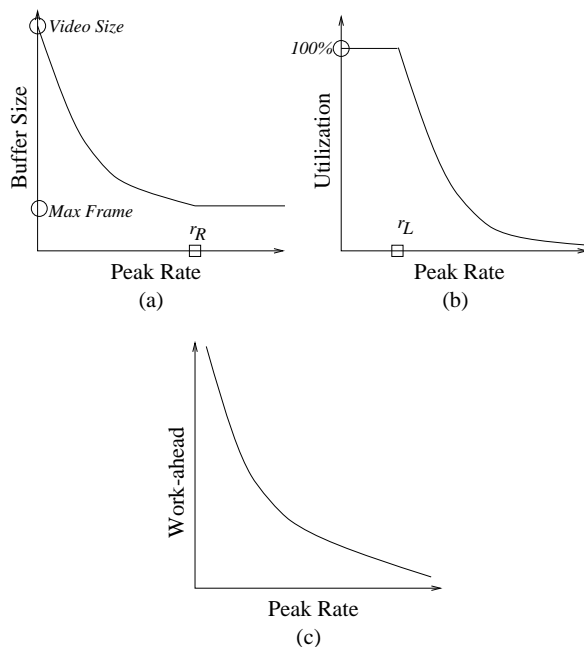 Video Size
Buffer Size
Max Frame
r_R
Peak Rate
(a)
100%
Utilization
r_L
Peak Rate
(b)
Work-ahead
Peak Rate
(c)